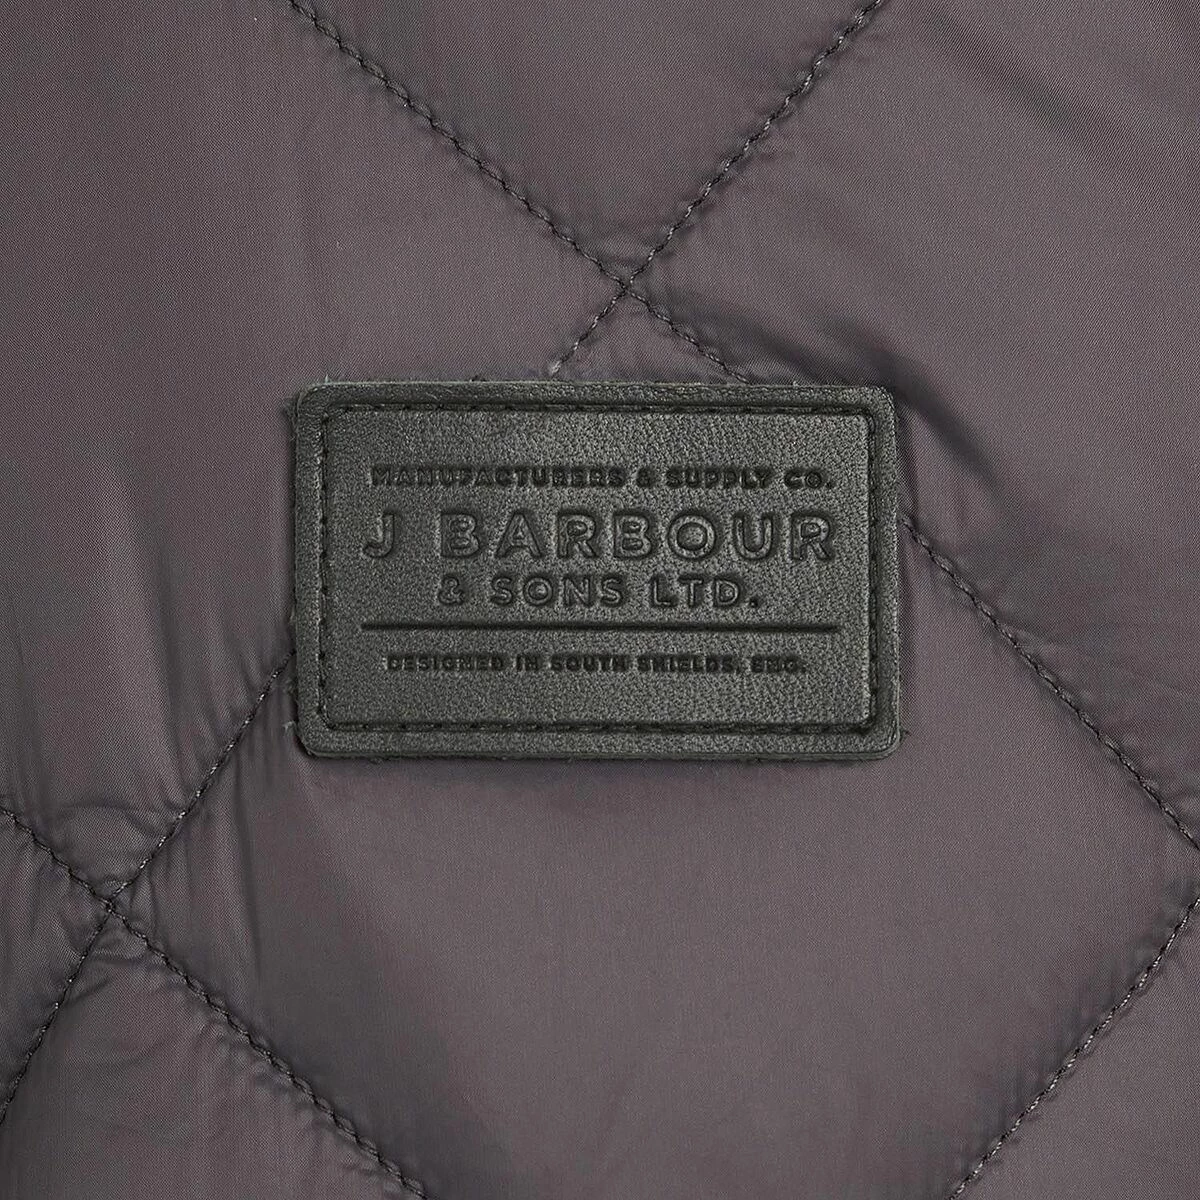 MANUFACTURERS & SUPPLY CO.
J BARBOUR
& SONS LTD.
DESIGNED IN SOUTH SHIELDS, ENG.